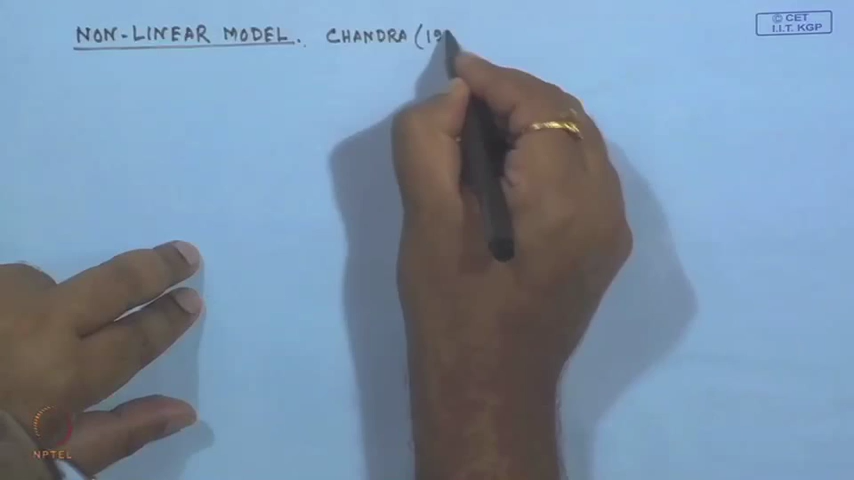 NON-LINEAR MODEL. CHANDRA (19
© CET
I.I.T. KGP
NPTEL